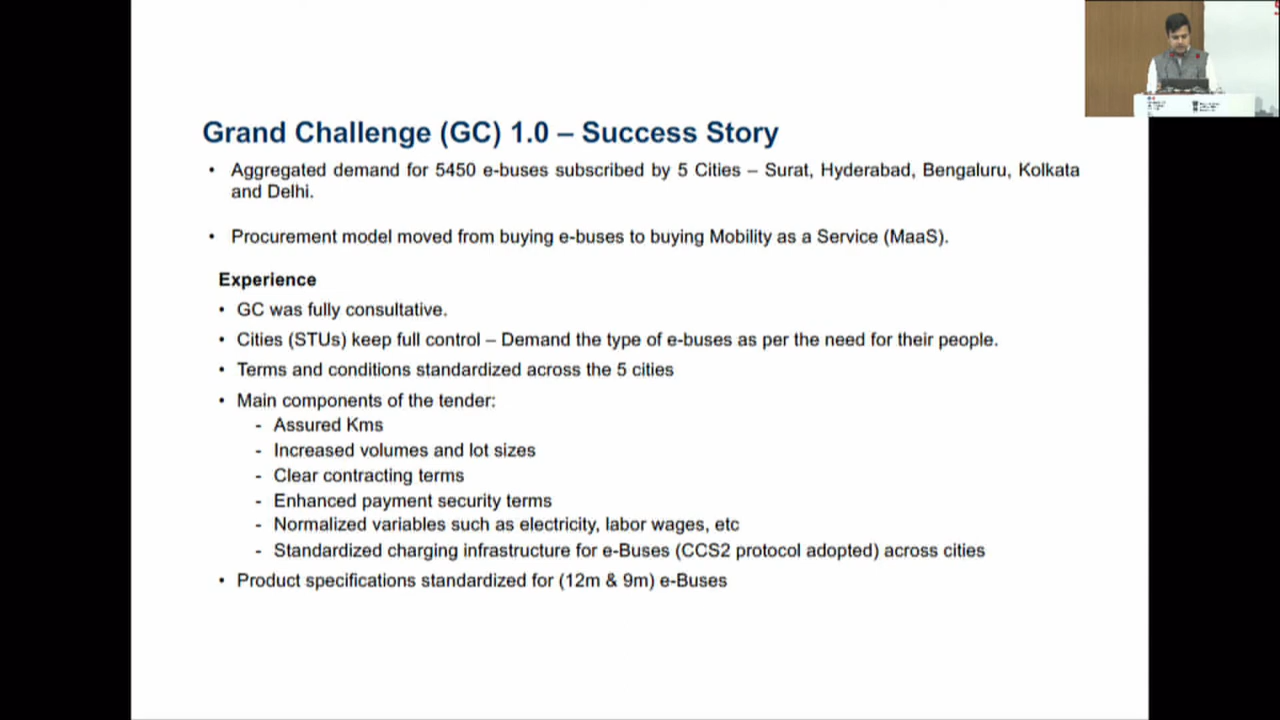 Grand Challenge (GC) 1.0 – Success Story
• Aggregated demand for 5450 e-buses subscribed by 5 Cities – Surat, Hyderabad, Bengaluru, Kolkata
and Delhi.
• Procurement model moved from buying e-buses to buying Mobility as a Service (MaaS).
Experience
• GC was fully consultative.
• Cities (STUs) keep full control – Demand the type of e-buses as per the need for their people.
• Terms and conditions standardized across the 5 cities
• Main components of the tender:
- Assured Kms
- Increased volumes and lot sizes
- Clear contracting terms
- Enhanced payment security terms
- Normalized variables such as electricity, labor wages, etc
- Standardized charging infrastructure for e-Buses (CCS2 protocol adopted) across cities
• Product specifications standardized for (12m & 9m) e-Buses